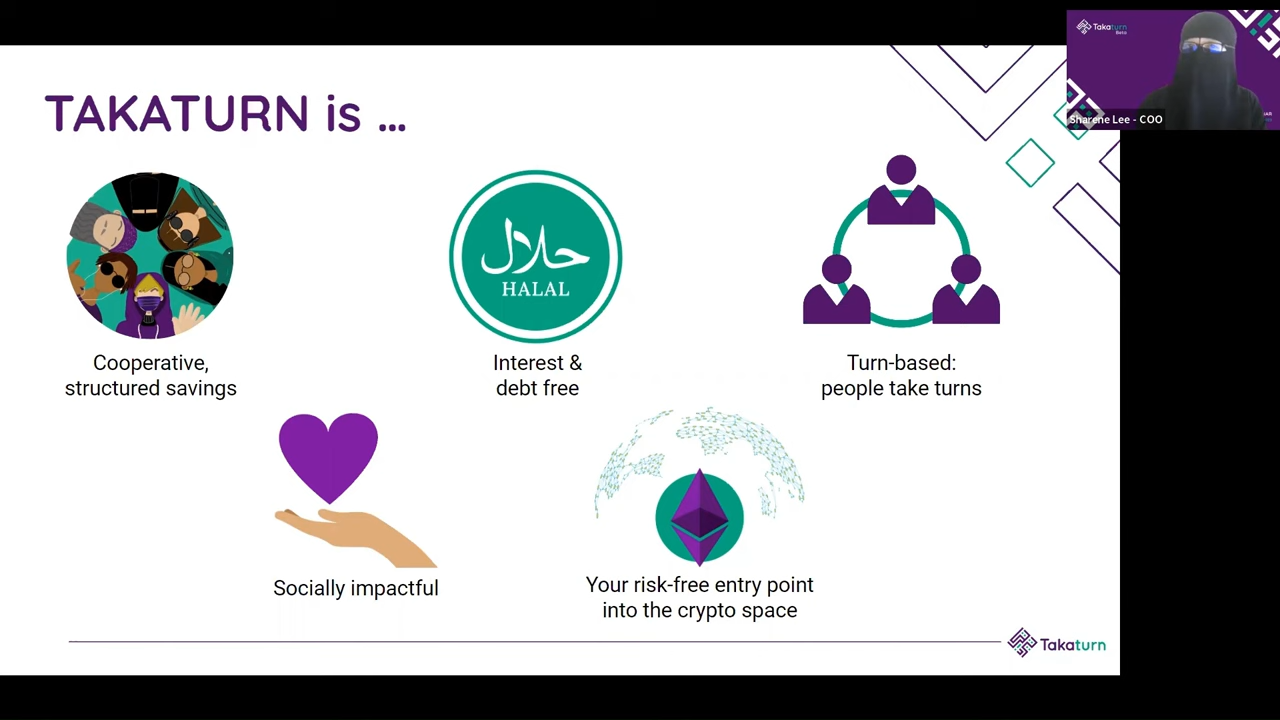 Takaturn
Beta
Sharene Lee - COO
TAKATURN is ...
Cooperative,
structured savings
حلال
HALAL
Interest &
debt free
Turn-based:
people take turns
Socially impactful
Your risk-free entry point
into the crypto space
Takaturn